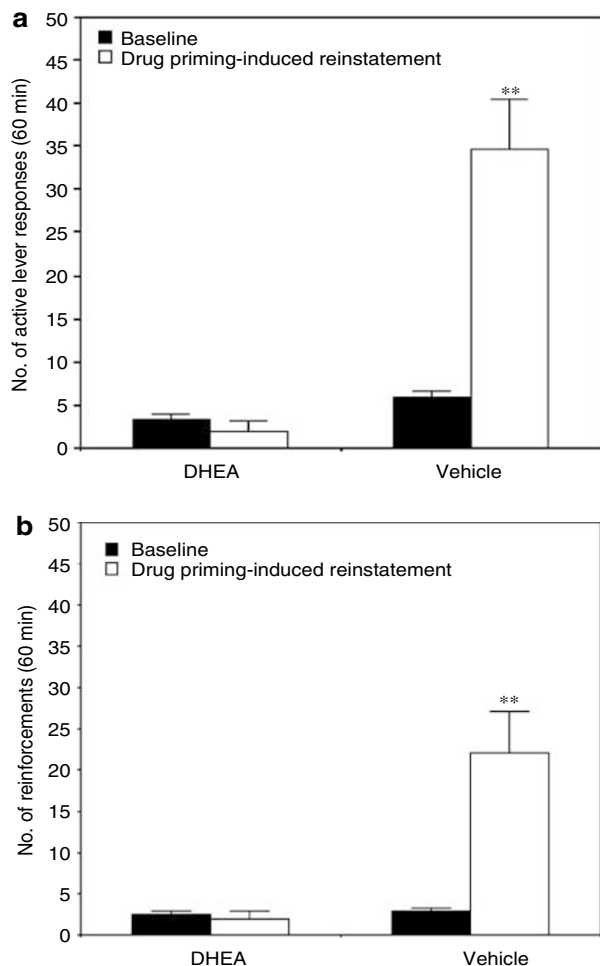 a
50
45
40
35
30
25
20
15
10
5
0
No. of active lever responses (60 min)
Baseline
Drug priming-induced reinstatement
**
DHEA Vehicle
b
50
45
40
35
30
25
20
15
10
5
0
No. of reinforcements (60 min)
Baseline
Drug priming-induced reinstatement
**
DHEA Vehicle